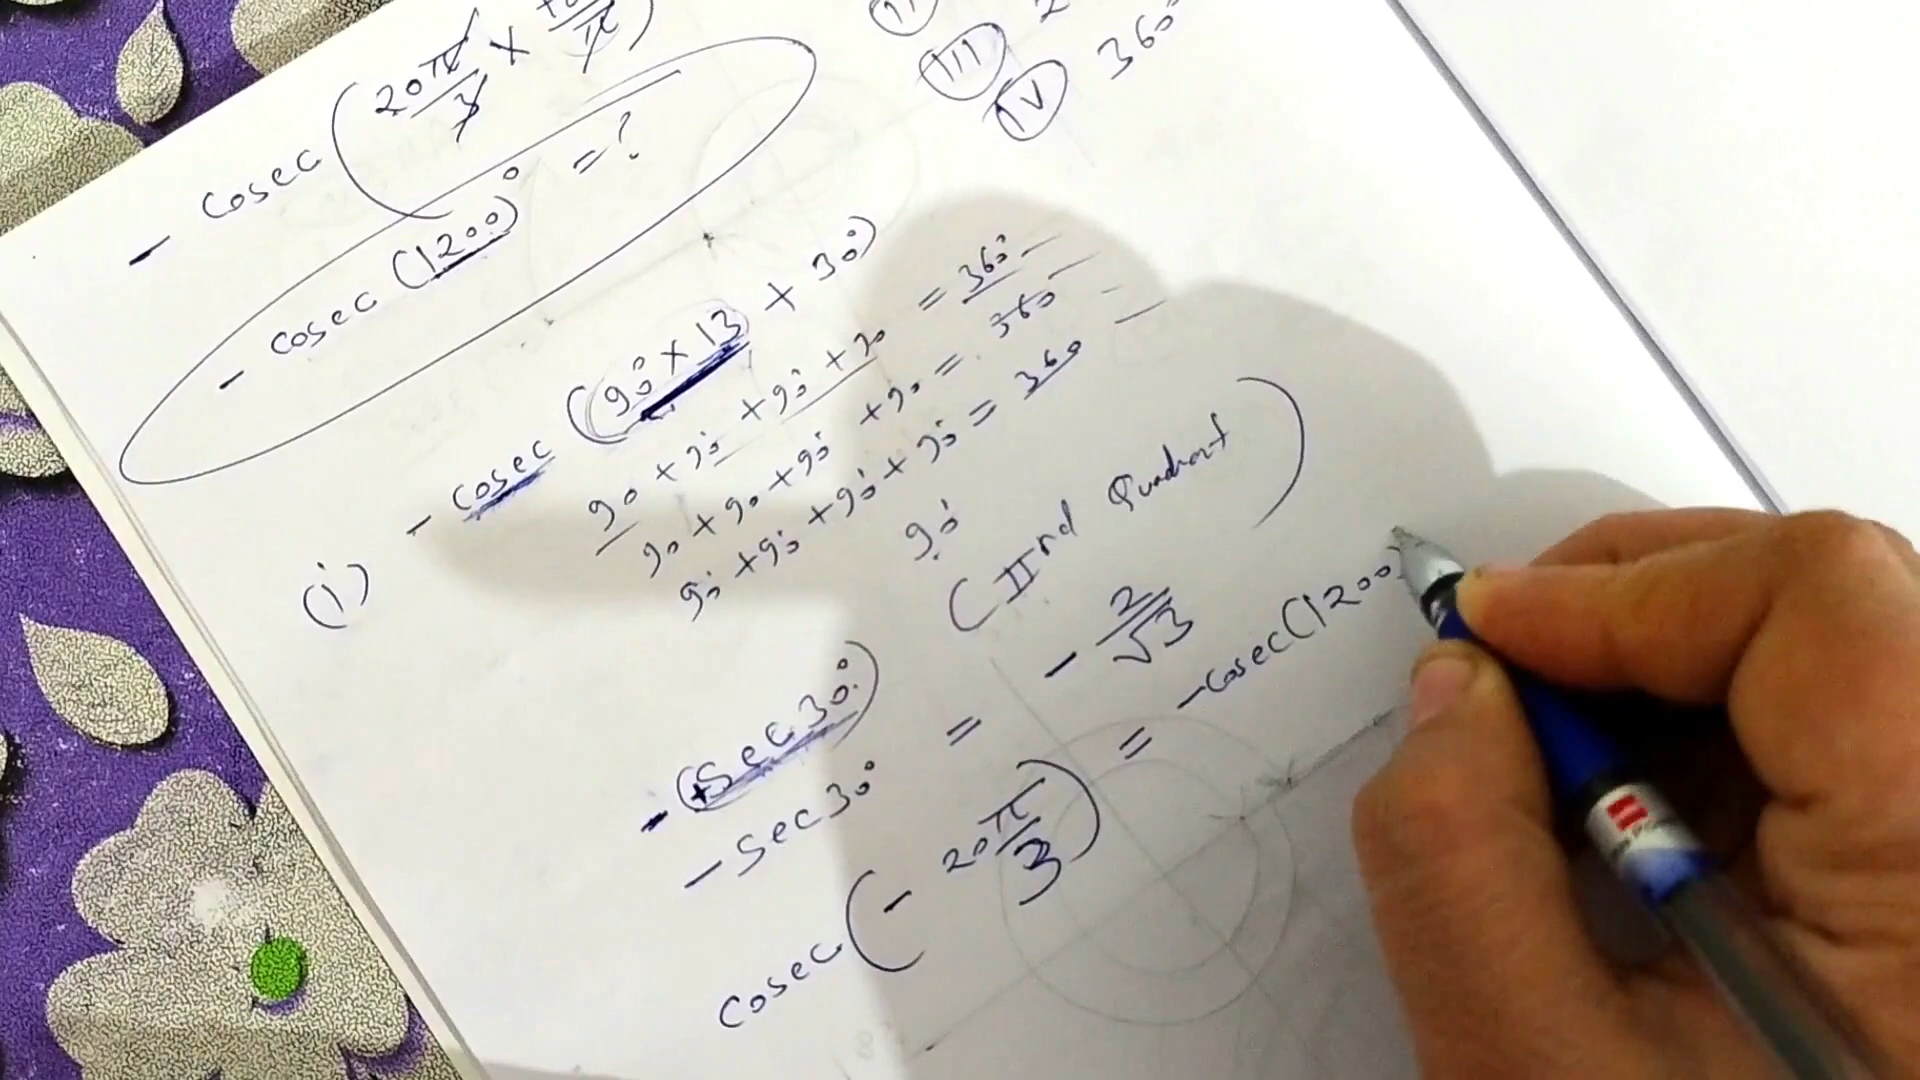 - cosec (20π/3 ×
- cosec (1200)° = ?
III
IV 360°
(i) - cosec (90° × 13 + 30°)
90 + 90° + 90° + 90 = 360°
90 + 90 + 90° + 90 = 360
90° + 90° + 90° + 90° = 360
90°
(IInd Quadrant)
- (+sec 30°)
- sec 30° = - 2/√3
cosec (- 20π/3) = - cosec (1200)